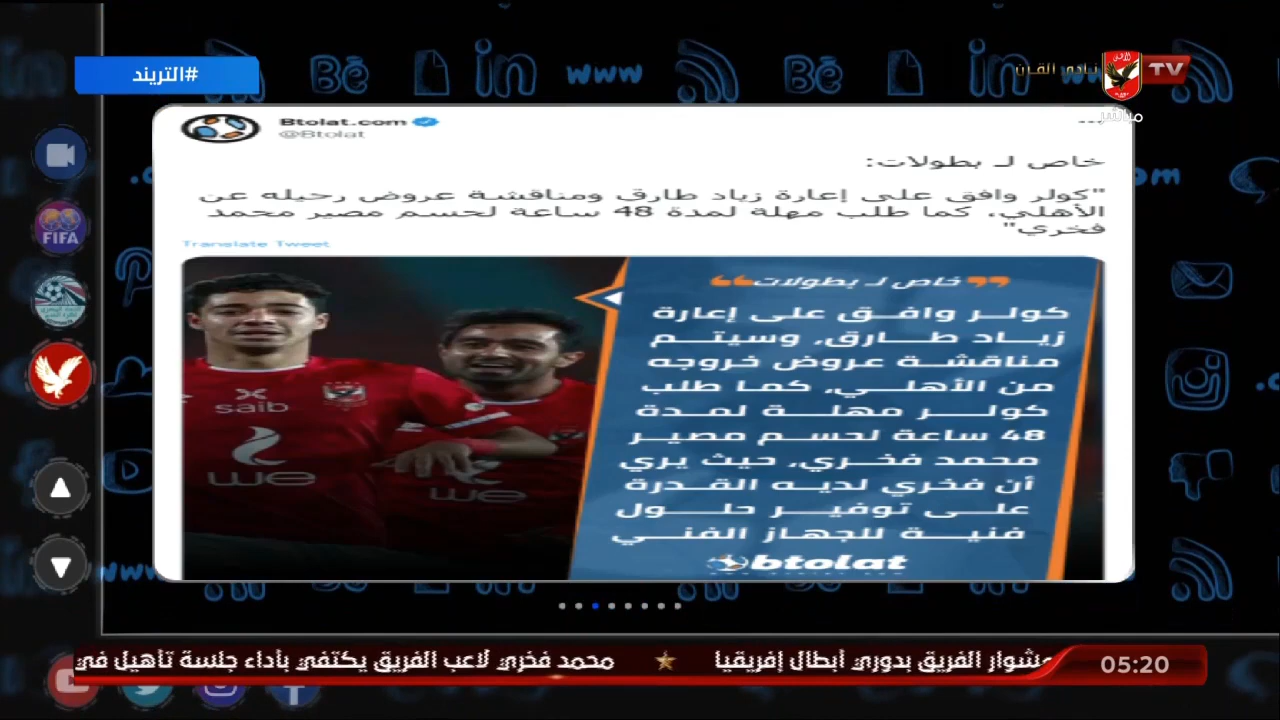 #التريند
نادي القرن
TV
مباشر
FIFA
Btolat.com
@Btolat
خاص لـ بطولات:
"كولر وافق على إعارة زياد طارق ومناقشة عروض رحيله عن
الأهلي، كما طلب مهلة لمدة 48 ساعة لحسم مصير محمد
فخري"
Translate Tweet
خاص لـ بطولات
كولر وافق على إعارة
زياد طارق، وسيتم
مناقشة عروض خروجه
من الأهلي، كما طلب
كولر مهلة لمدة
48 ساعة لحسم مصير
محمد فخري، حيث يري
أن فخري لديه القدرة
على توفير حلول
فنية للجهاز الفني
btolat
saib
we
we
مشوار الفريق بدوري أبطال إفريقيا ★ محمد فخري لاعب الفريق يكتفي بأداء جلسة تأهيل في
05:20